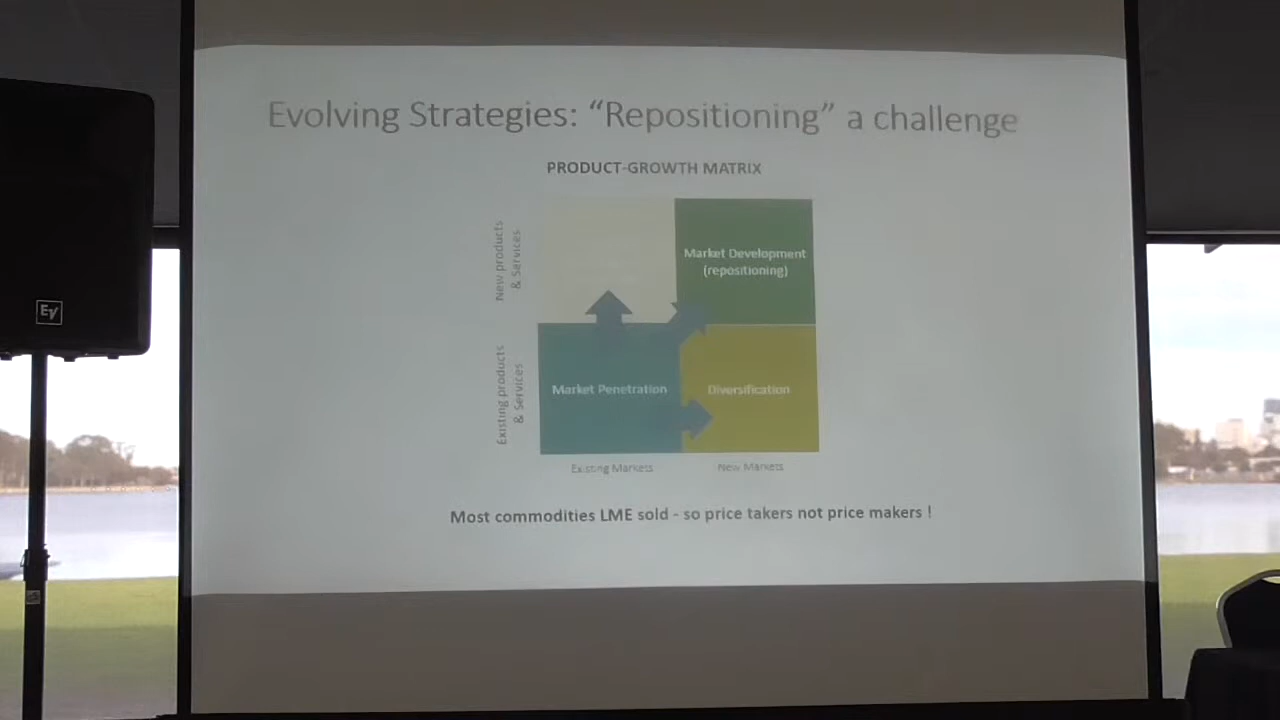 Evolving Strategies: “Repositioning” a challenge
PRODUCT-GROWTH MATRIX
New products
& Services
Market Development
(repositioning)
Existing products
& Services
Market Penetration
Diversification
Existing Markets
New Markets
Most commodities LME sold - so price takers not price makers !
EV